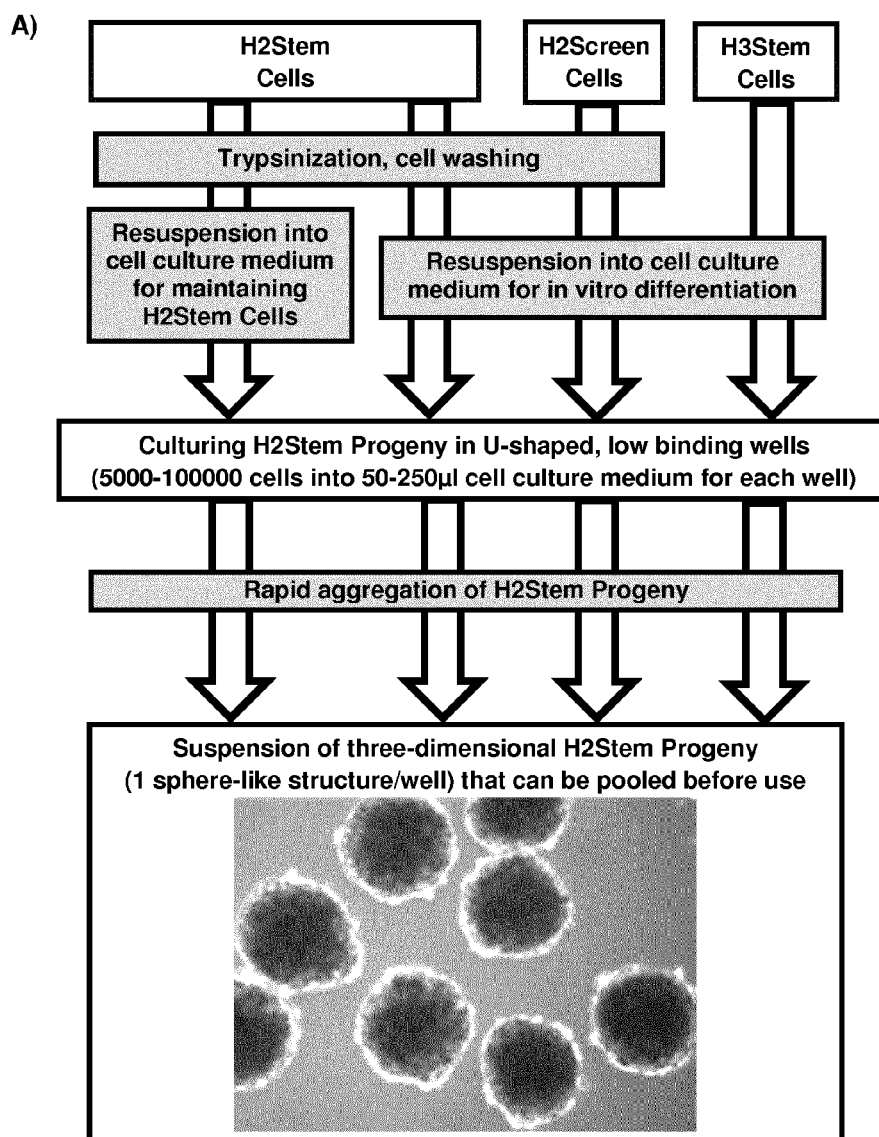 A)
H2Stem
Cells
H2Screen
Cells
H3Stem
Cells
Trypsinization, cell washing
Resuspension into
cell culture medium
for maintaining
H2Stem Cells
Resuspension into cell culture
medium for in vitro differentiation
Culturing H2Stem Progeny in U-shaped, low binding wells
(5000-100000 cells into 50-250µl cell culture medium for each well)
Rapid aggregation of H2Stem Progeny
Suspension of three-dimensional H2Stem Progeny
(1 sphere-like structure/well) that can be pooled before use